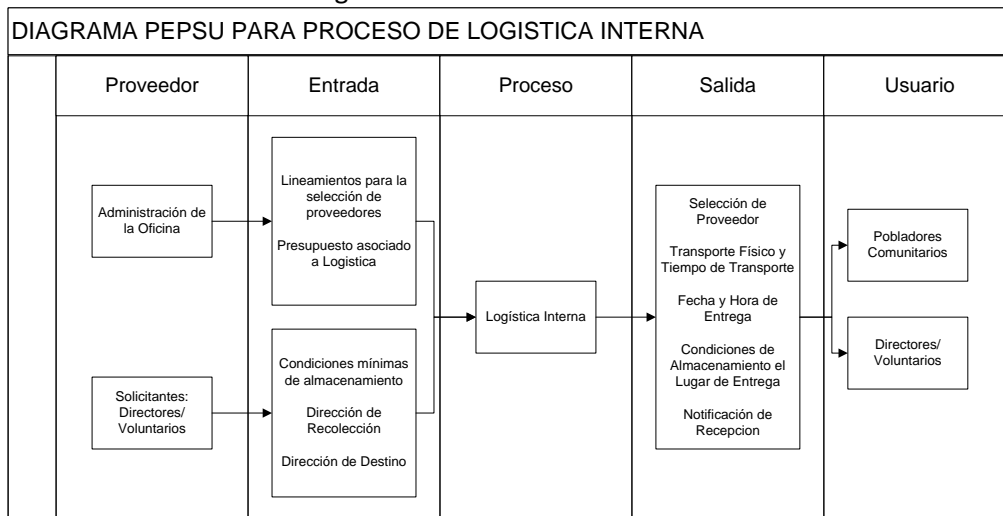 DIAGRAMA PEPSU PARA PROCESO DE LOGISTICA INTERNA
Proveedor
Entrada
Proceso
Salida
Usuario
Administración de
la Oficina
Solicitantes:
Directores/
Voluntarios
Lineamientos para la
selección de
proveedores
Presupuesto asociado
a Logistica
Condiciones mínimas
de almacenamiento
Dirección de
Recolección
Dirección de Destino
Logística Interna
Selección de
Proveedor
Transporte Físico y
Tiempo de Transporte
Fecha y Hora de
Entrega
Condiciones de
Almacenamiento el
Lugar de Entrega
Notificación de
Recepcion
Pobladores
Comunitarios
Directores/
Voluntarios